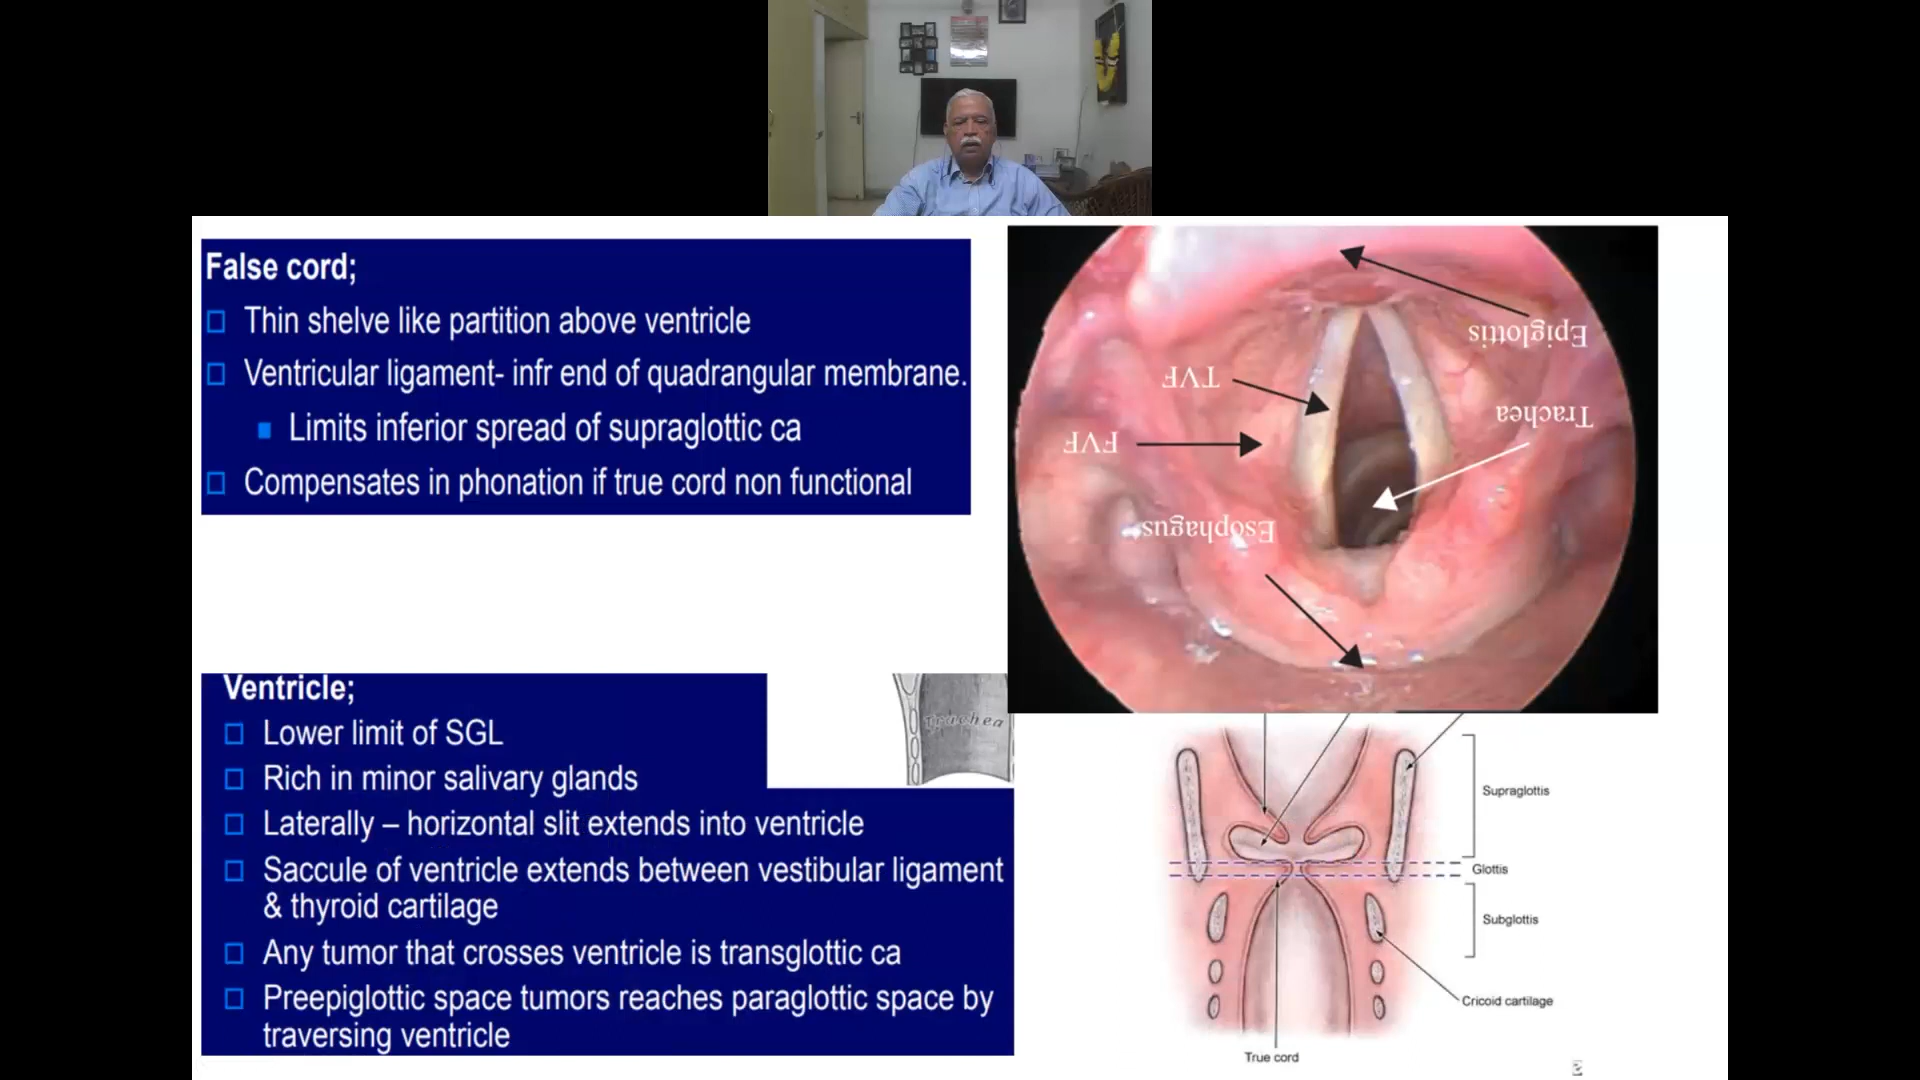 False cord;
Thin shelve like partition above ventricle
Ventricular ligament- infr end of quadrangular membrane.
Limits inferior spread of supraglottic ca
Compensates in phonation if true cord non functional
Epiglottis
TVF
Trachea
FVF
Esophagus
Ventricle;
Lower limit of SGL
Rich in minor salivary glands
Laterally – horizontal slit extends into ventricle
Saccule of ventricle extends between vestibular ligament
& thyroid cartilage
Any tumor that crosses ventricle is transglottic ca
Preepiglottic space tumors reaches paraglottic space by
traversing ventricle
Trachea
Supraglottis
Glottis
Subglottis
Cricoid cartilage
True cord